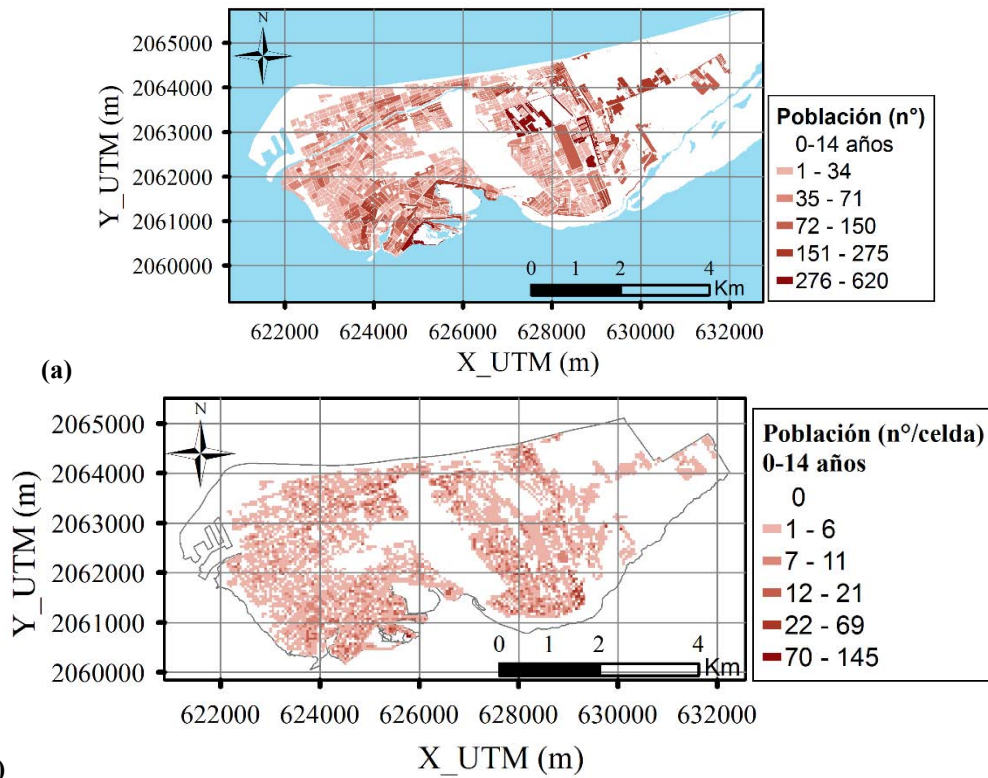 N
2065000
2064000
2063000
2062000
2061000
2060000
Y_UTM (m)
0 1 2 4
Km
622000 624000 626000 628000 630000 632000
X_UTM (m)
Población (n°)
0-14 años
1 - 34
35 - 71
72 - 150
151 - 275
276 - 620
(a)
N
2065000
2064000
2063000
2062000
2061000
2060000
Y_UTM (m)
0 1 2 4
Km
622000 624000 626000 628000 630000 632000
X_UTM (m)
Población (n°/celda)
0-14 años
0
1 - 6
7 - 11
12 - 21
22 - 69
70 - 145
)